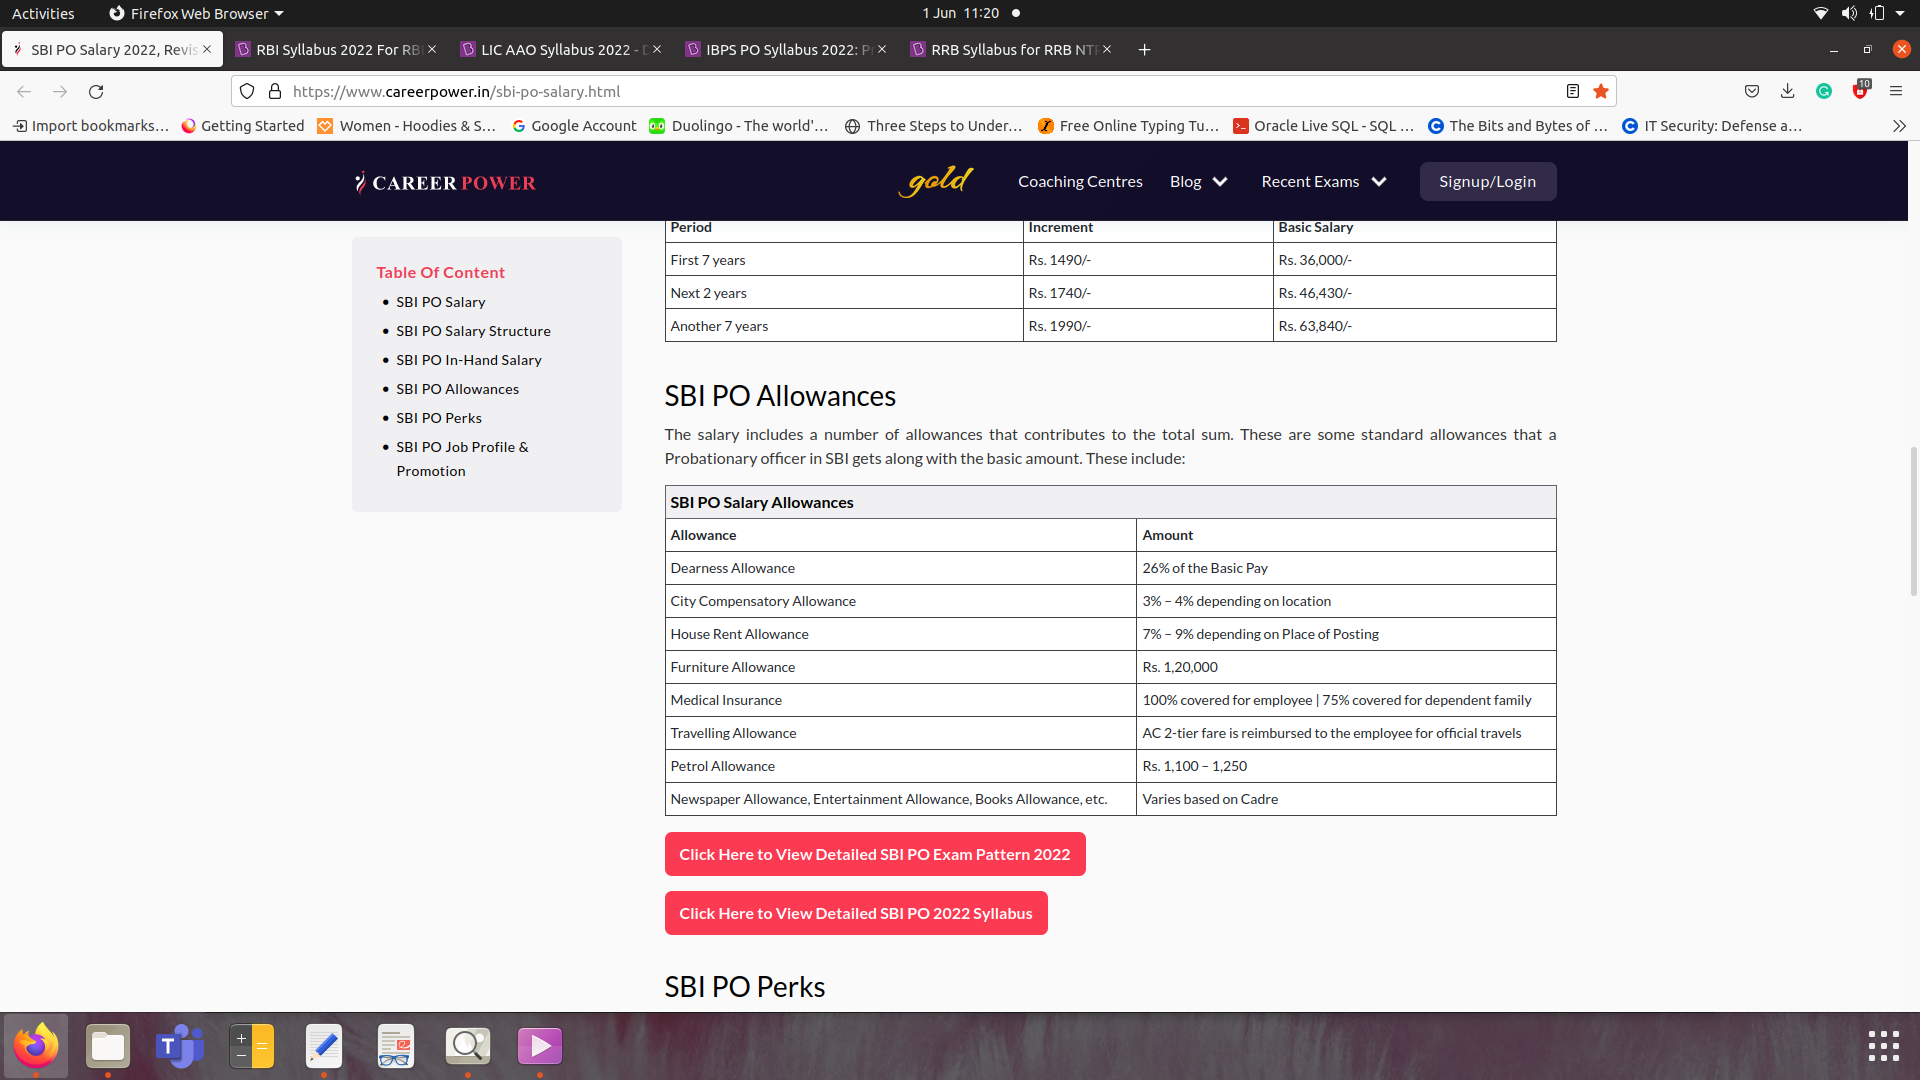 Activities
Firefox Web Browser
1 Jun 11:20
SBI PO Salary 2022, Revis
RBI Syllabus 2022 For RB
LIC AAO Syllabus 2022 -
IBPS PO Syllabus 2022: P
RRB Syllabus for RRB NT
https://www.careerpower.in/sbi-po-salary.html
10
Import bookmarks...
Getting Started
Women - Hoodies & S...
Google Account
Duolingo - The world'...
Three Steps to Under...
Free Online Typing Tu...
Oracle Live SQL - SQL ...
The Bits and Bytes of ...
IT Security: Defense a...
CAREER POWER
gold
Coaching Centres
Blog
Recent Exams
Signup/Login
Table Of Content
SBI PO Salary
SBI PO Salary Structure
SBI PO In-Hand Salary
SBI PO Allowances
SBI PO Perks
SBI PO Job Profile &
Promotion
Period Increment Basic Salary
First 7 years Rs. 1490/- Rs. 36,000/-
Next 2 years Rs. 1740/- Rs. 46,430/-
Another 7 years Rs. 1990/- Rs. 63,840/-
SBI PO Allowances
The salary includes a number of allowances that contributes to the total sum. These are some standard allowances that a
Probationary officer in SBI gets along with the basic amount. These include:
SBI PO Salary Allowances
Allowance Amount
Dearness Allowance 26% of the Basic Pay
City Compensatory Allowance 3% – 4% depending on location
House Rent Allowance 7% – 9% depending on Place of Posting
Furniture Allowance Rs. 1,20,000
Medical Insurance 100% covered for employee | 75% covered for dependent family
Travelling Allowance AC 2-tier fare is reimbursed to the employee for official travels
Petrol Allowance Rs. 1,100 – 1,250
Newspaper Allowance, Entertainment Allowance, Books Allowance, etc. Varies based on Cadre
Click Here to View Detailed SBI PO Exam Pattern 2022
Click Here to View Detailed SBI PO 2022 Syllabus
SBI PO Perks